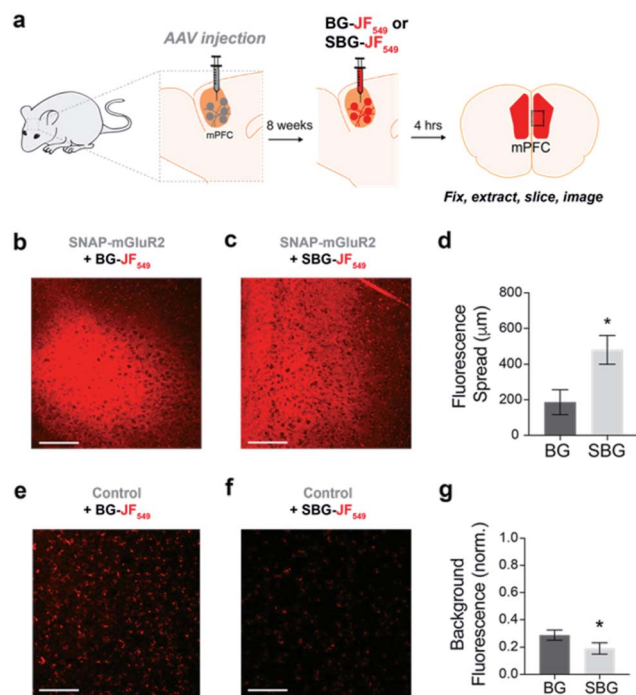 a
AAV injection
BG-JF549 or
SBG-JF549
mPFC
8 weeks
4 hrs
mPFC
Fix, extract, slice, image
b
SNAP-mGluR2
+ BG-JF549
c
SNAP-mGluR2
+ SBG-JF549
d
Fluorescence
Spread (μm)
800
600
400
200
0
*
BG
SBG
e
Control
+ BG-JF549
f
Control
+ SBG-JF549
g
Background
Fluorescence (norm.)
1.0
0.8
0.6
0.4
0.2
0.0
*
BG
SBG